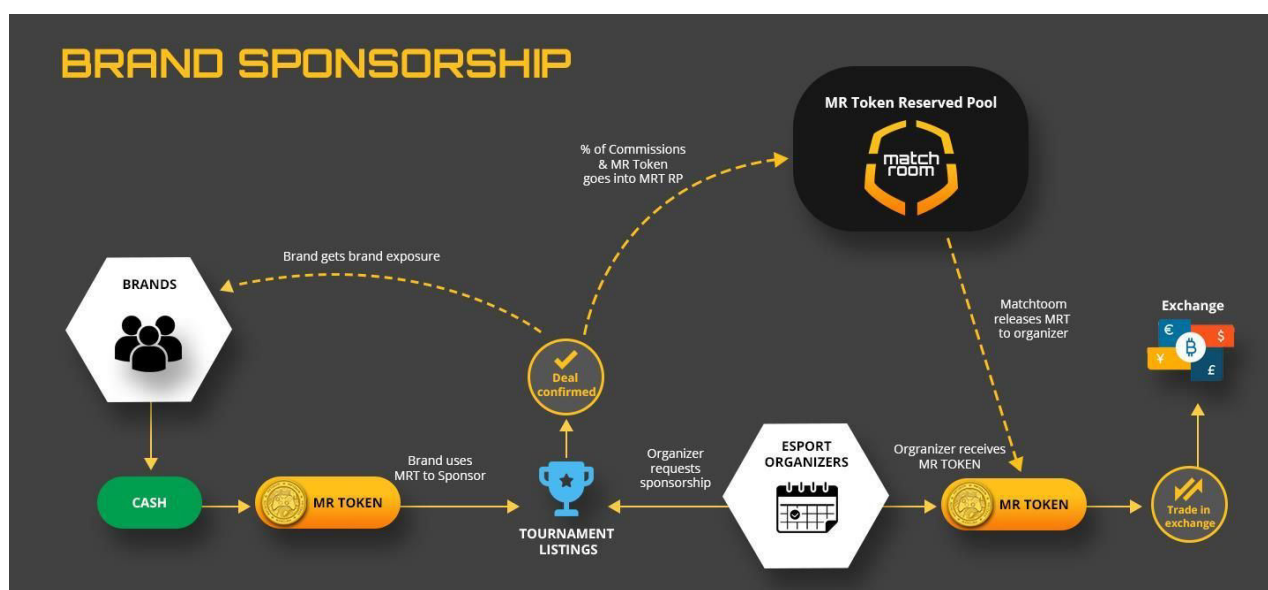 BRAND SPONSORSHIP
MR Token Reserved Pool
match
room
% of Commissions
& MR Token
goes into MRT RP
Brand gets brand exposure
BRANDS
Matchtoom
releases MRT
to organizer
Exchange
€
$
¥
₿
£
Deal
confirmed
Brand uses
MRT to Sponsor
Organizer
requests
sponsorship
ESPORT
ORGANIZERS
Orgranizer receives
MR TOKEN
CASH
MR TOKEN
TOURNAMENT
LISTINGS
MR TOKEN
Trade in
exchange